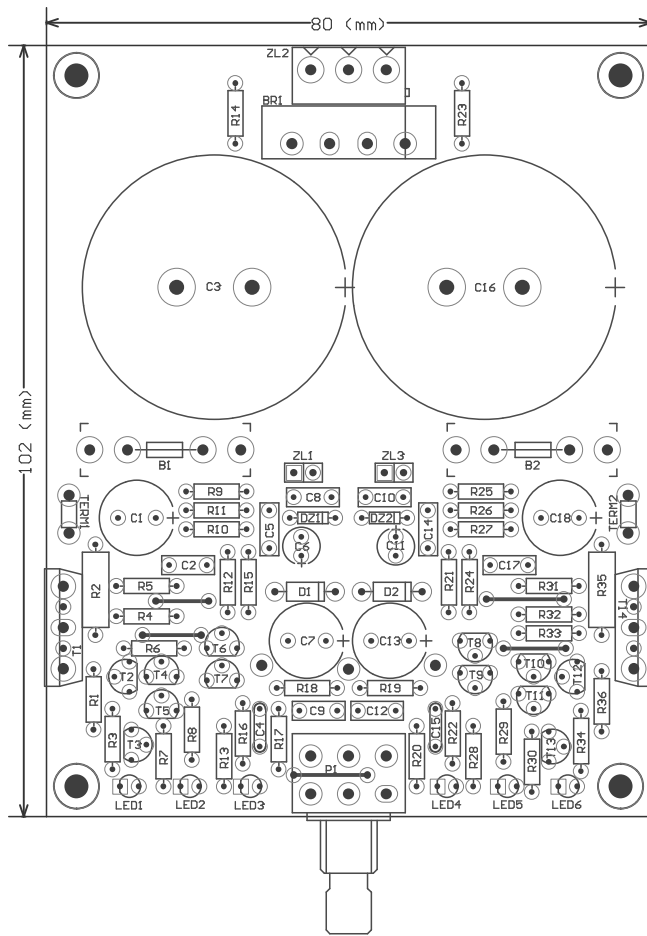 80 (mm)
ZL2
BR1
R14
R23
C3
C16
102 (mm)
B1
B2
ZL1
ZL3
R9
C8
C10
R25
TERM1
C1
R11
C5
DZ1
DZ2
C14
R26
C18
TERM2
R10
R27
C6
C11
R2
C2
R12
R15
R21
R24
C17
R35
R5
D1
D2
R31
T14
R4
R32
R33
T1
R6
T6
C7
C13
T8
T2
T4
T7
T9
T10
T12
R1
T5
R18
R19
T11
R36
R3
R8
R16
C4
R17
C9
C12
C15
R22
R29
T3
R7
R13
P1
R20
R28
R30
T13
R34
LED1
LED2
LED3
LED4
LED5
LED6